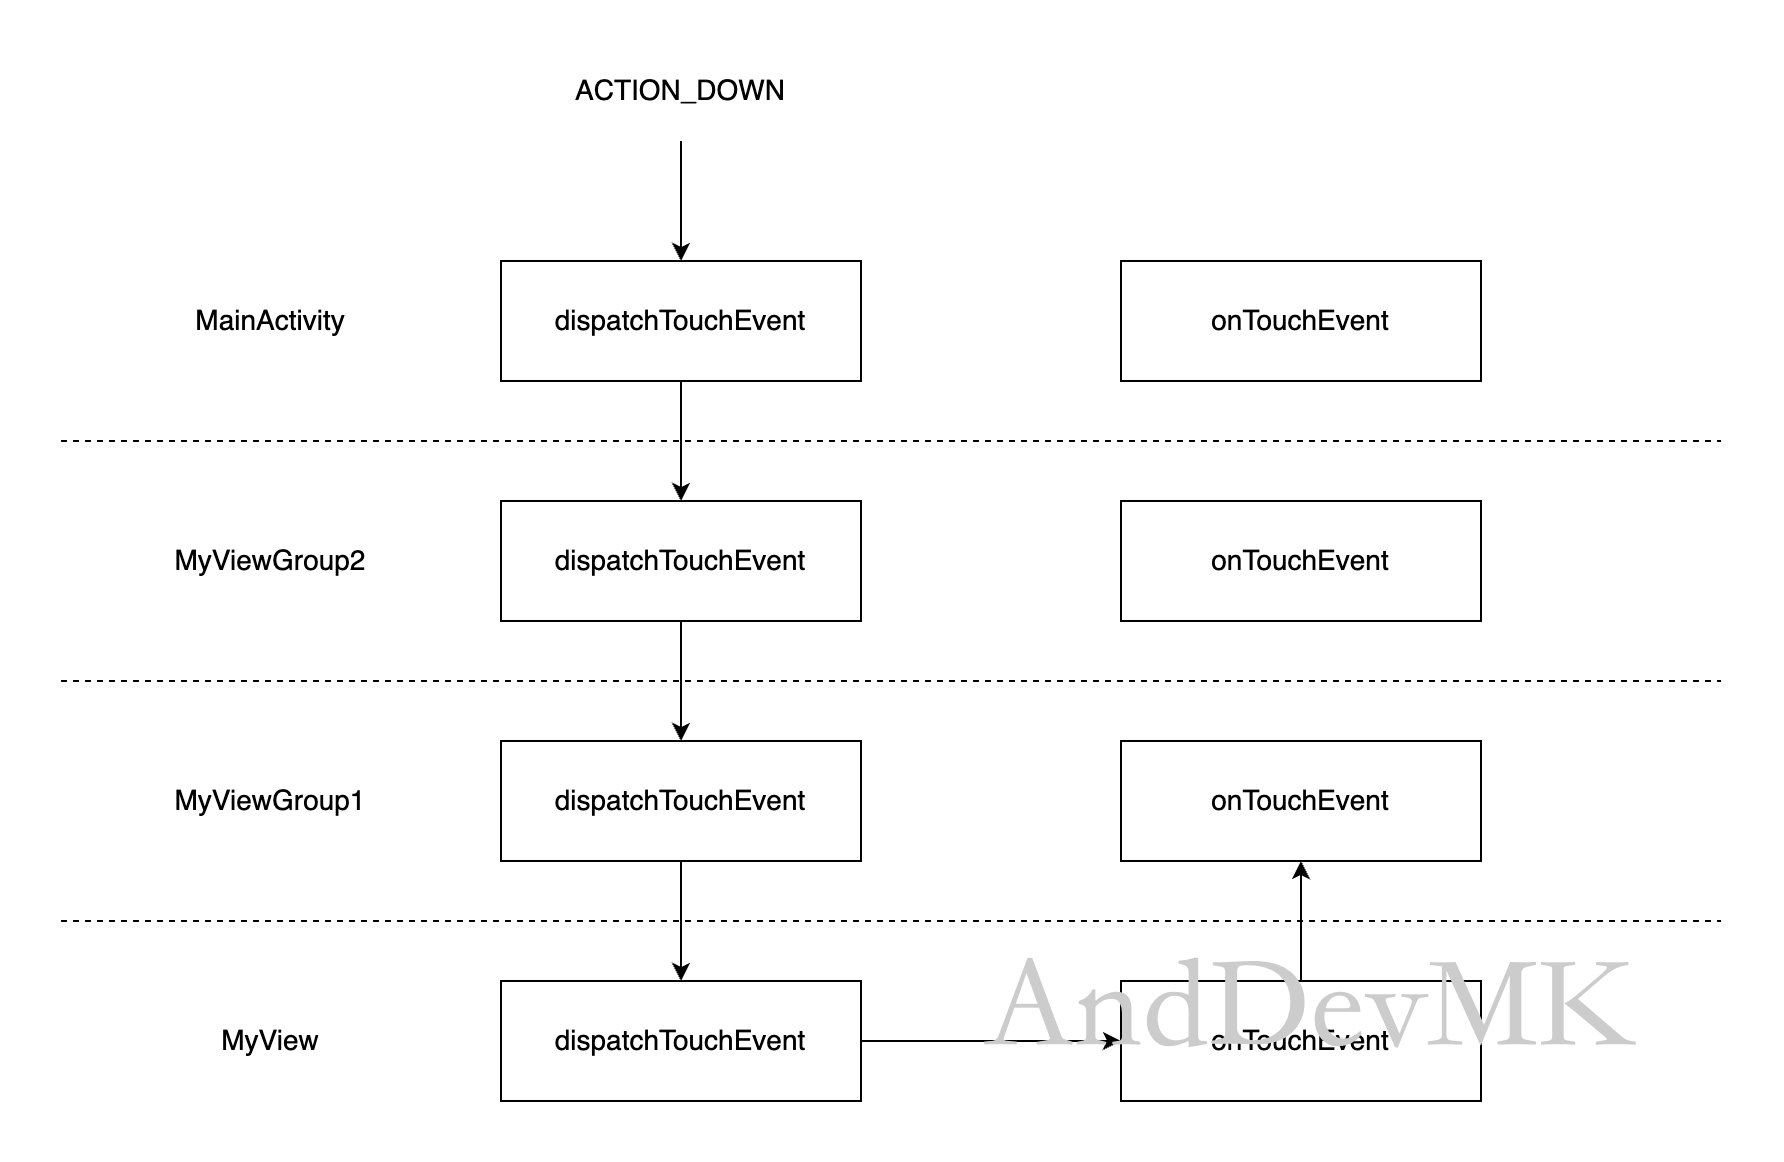 ACTION_DOWN
MainActivity
dispatchTouchEvent
onTouchEvent
MyViewGroup2
dispatchTouchEvent
onTouchEvent
MyViewGroup1
dispatchTouchEvent
onTouchEvent
MyView
dispatchTouchEvent
onTouchEvent
AndDevMK